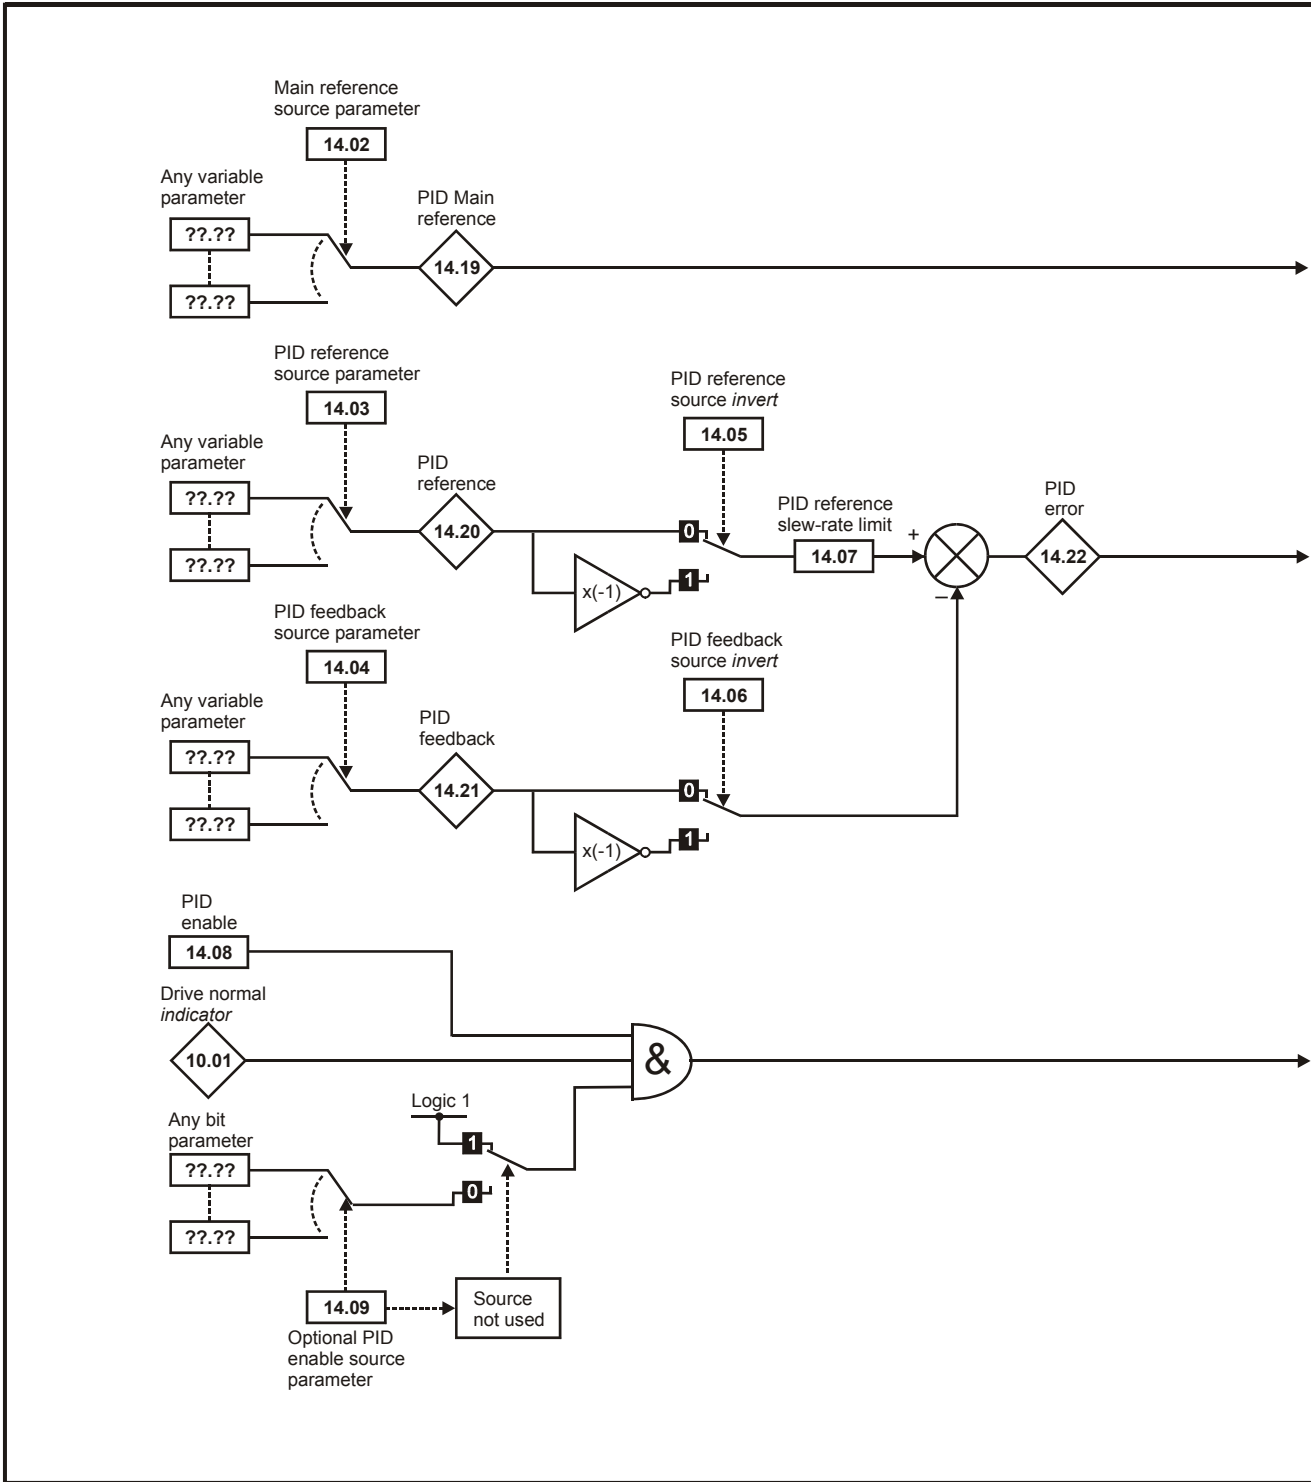 Main reference
source parameter
14.02
Any variable
parameter
??.??
??.??
PID Main
reference
14.19
PID reference
source parameter
14.03
Any variable
parameter
??.??
??.??
PID
reference
14.20
x(-1)
PID reference
source invert
14.05
0
1
PID reference
slew-rate limit
14.07
+
–
PID
error
14.22
PID feedback
source parameter
14.04
Any variable
parameter
??.??
??.??
PID
feedback
14.21
x(-1)
PID feedback
source invert
14.06
0
1
PID
enable
14.08
Drive normal
indicator
10.01
&
Logic 1
1
0
Any bit
parameter
??.??
??.??
14.09
Optional PID
enable source
parameter
Source
not used